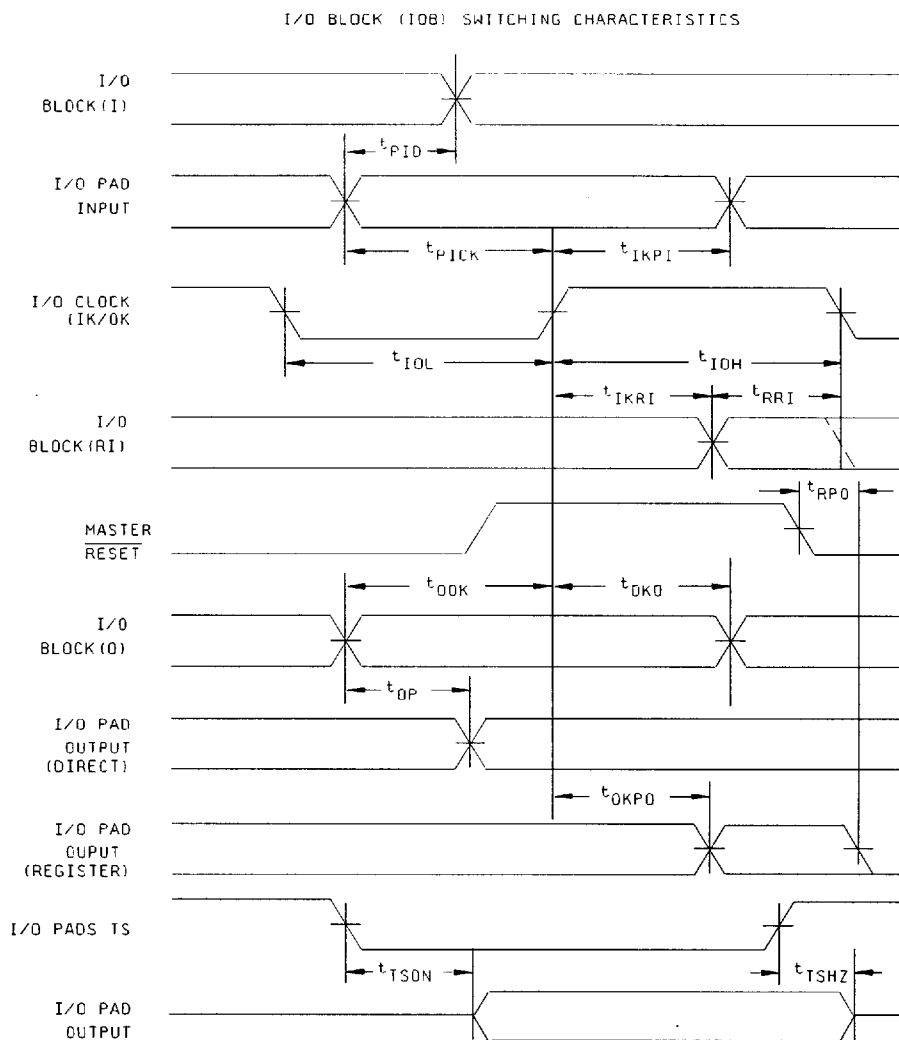 I/O BLOCK (IOB) SWITCHING CHARACTERISTICS
I/O
BLOCK(I)
tPID
I/O PAD
INPUT
tPICK
tIKPI
I/O CLOCK
(IK/OK
tIOL
tIOH
tIKRI
tRRI
I/O
BLOCK(RI)
tRPO
MASTER
RESET
tOOK
tOKO
I/O
BLOCK(O)
tOP
I/O PAD
OUTPUT
(DIRECT)
tOKPO
I/O PAD
OUPUT
(REGISTER)
I/O PADS TS
tTSON
tTSHZ
I/O PAD
OUTPUT